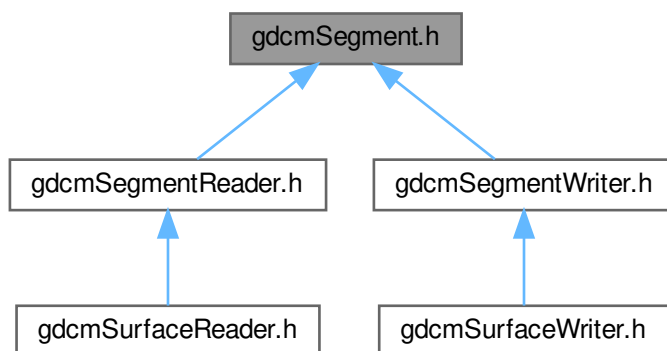 gdcmSegment.h
gdcmSegmentReader.h
gdcmSegmentWriter.h
gdcmSurfaceReader.h
gdcmSurfaceWriter.h